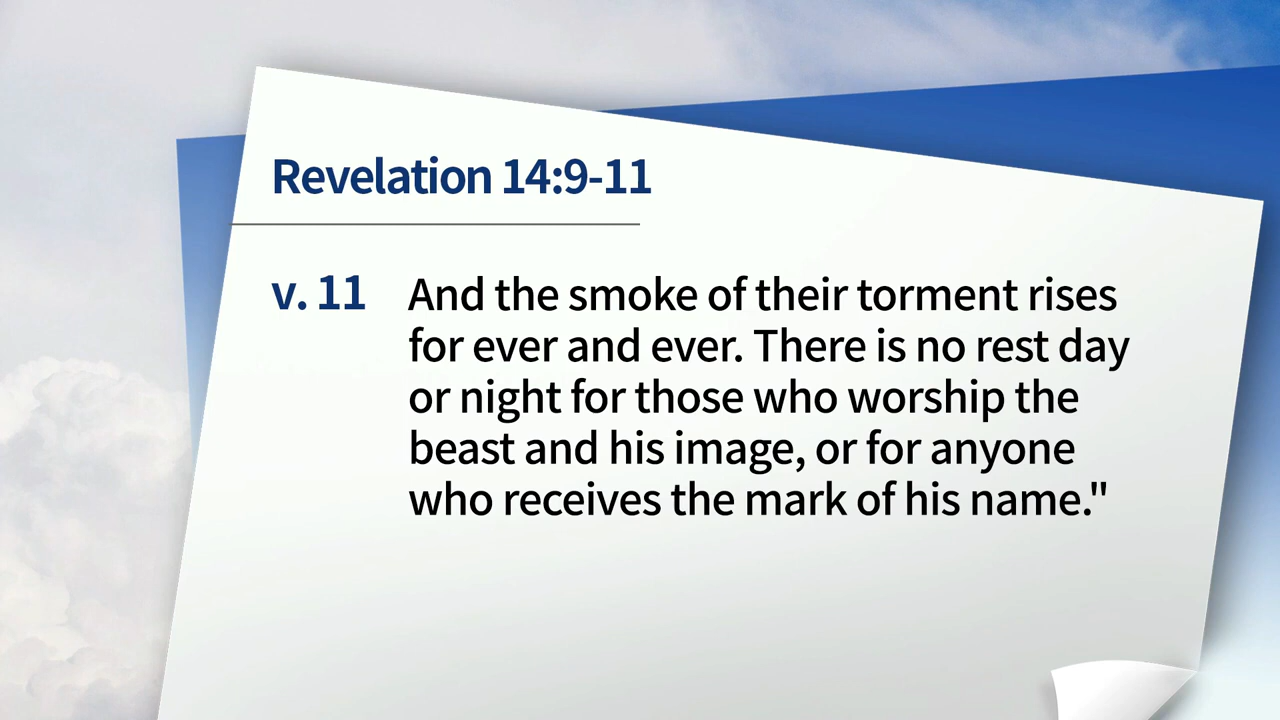 Revelation 14:9-11
v. 11 And the smoke of their torment rises
for ever and ever. There is no rest day
or night for those who worship the
beast and his image, or for anyone
who receives the mark of his name."